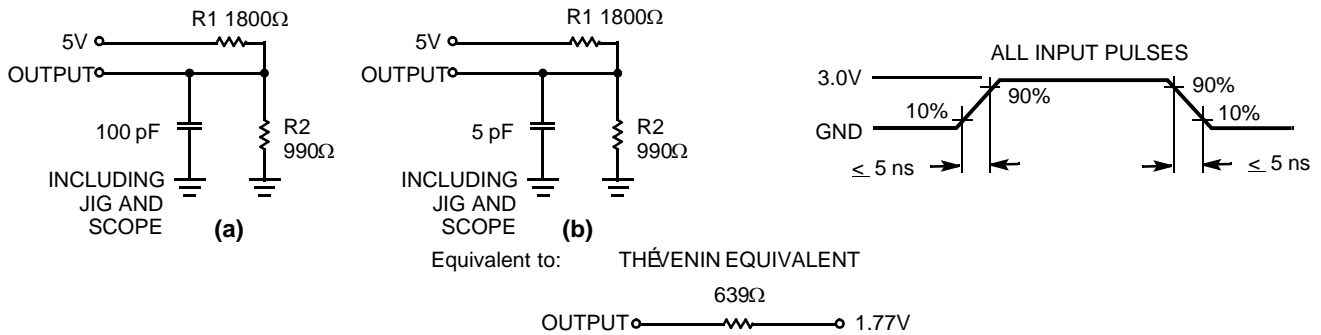 R1 1800Ω
5V
OUTPUT
100 pF
R2
990Ω
INCLUDING
JIG AND
SCOPE
(a)
R1 1800Ω
5V
OUTPUT
5 pF
R2
990Ω
INCLUDING
JIG AND
SCOPE
(b)
ALL INPUT PULSES
3.0V
90%
90%
10%
10%
GND
≤ 5 ns
≤ 5 ns
Equivalent to: THÉVENIN EQUIVALENT
639Ω
OUTPUT
1.77V